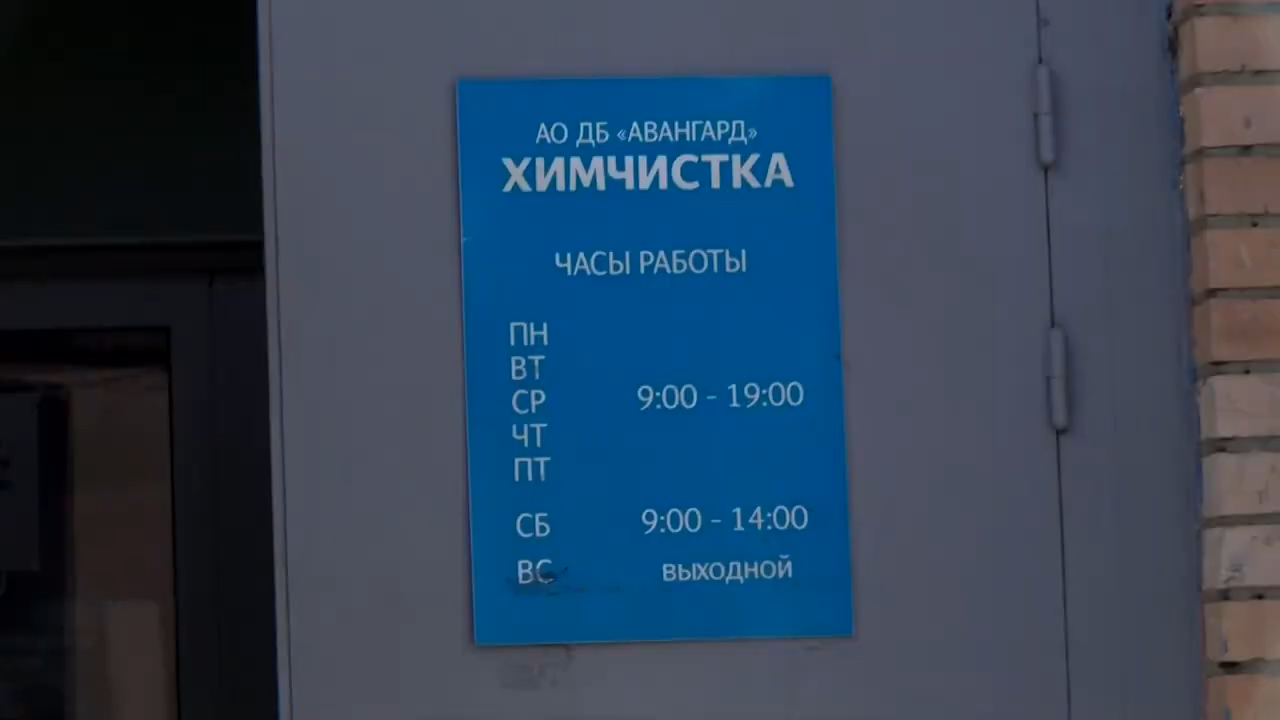 АО ДБ «АВАНГАРД»
ХИМЧИСТКА
ЧАСЫ РАБОТЫ
ПН
ВТ
СР 9:00 - 19:00
ЧТ
ПТ
СБ 9:00 - 14:00
ВС ВЫХОДНОЙ